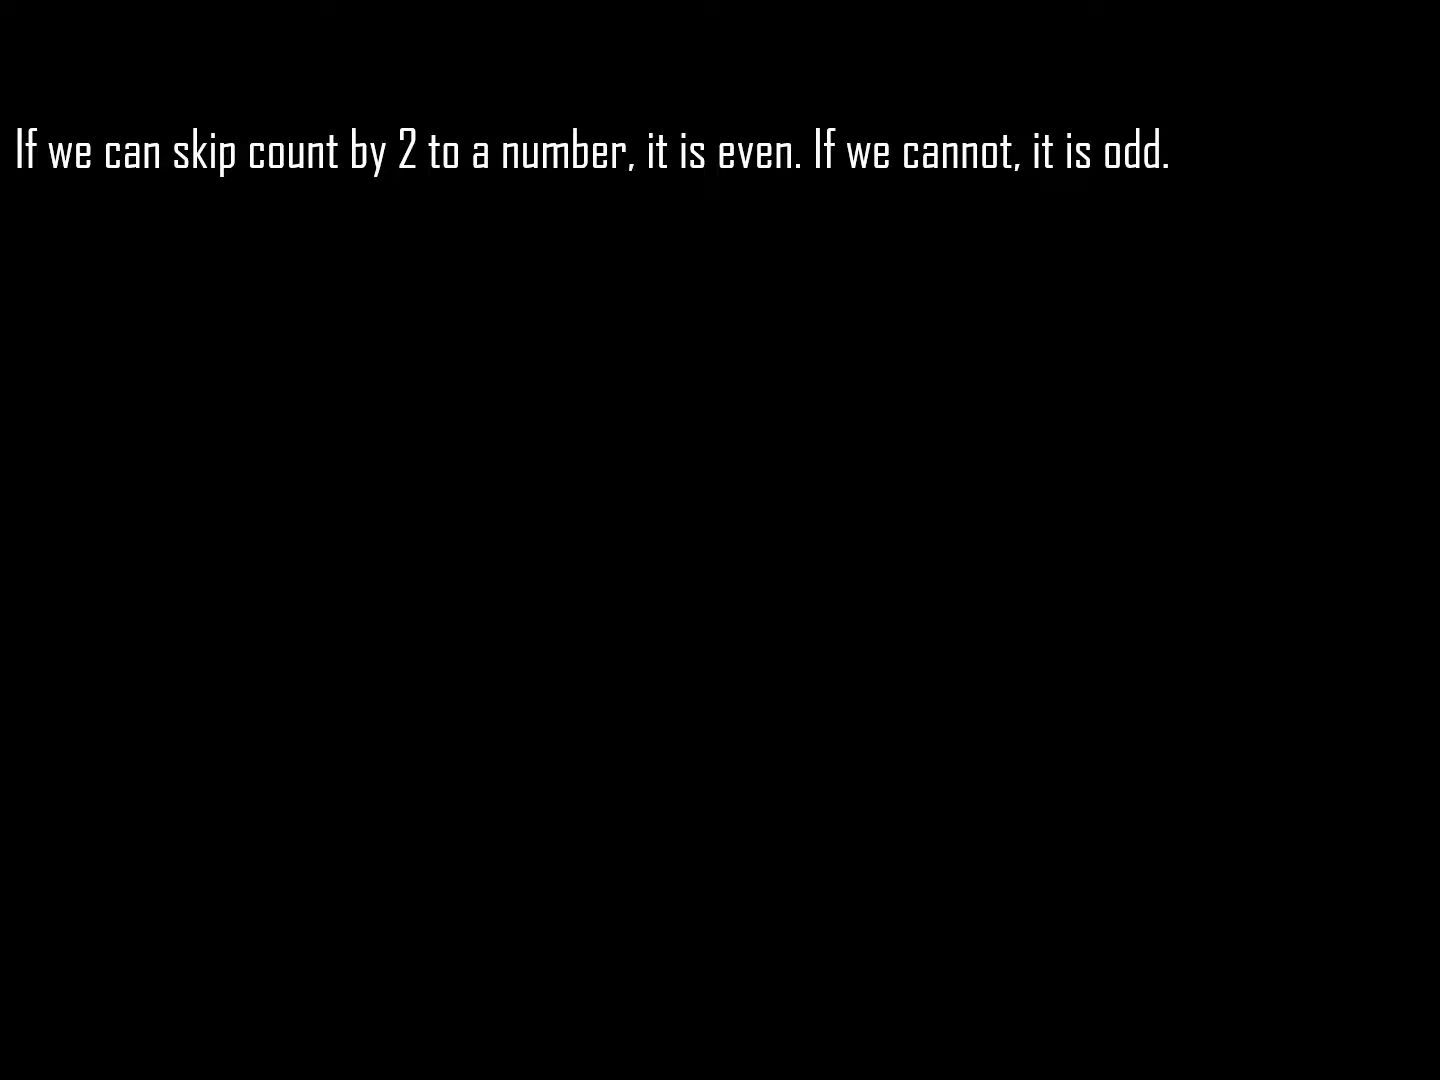 If we can skip count by 2 to a number, it is even. If we cannot, it is odd.